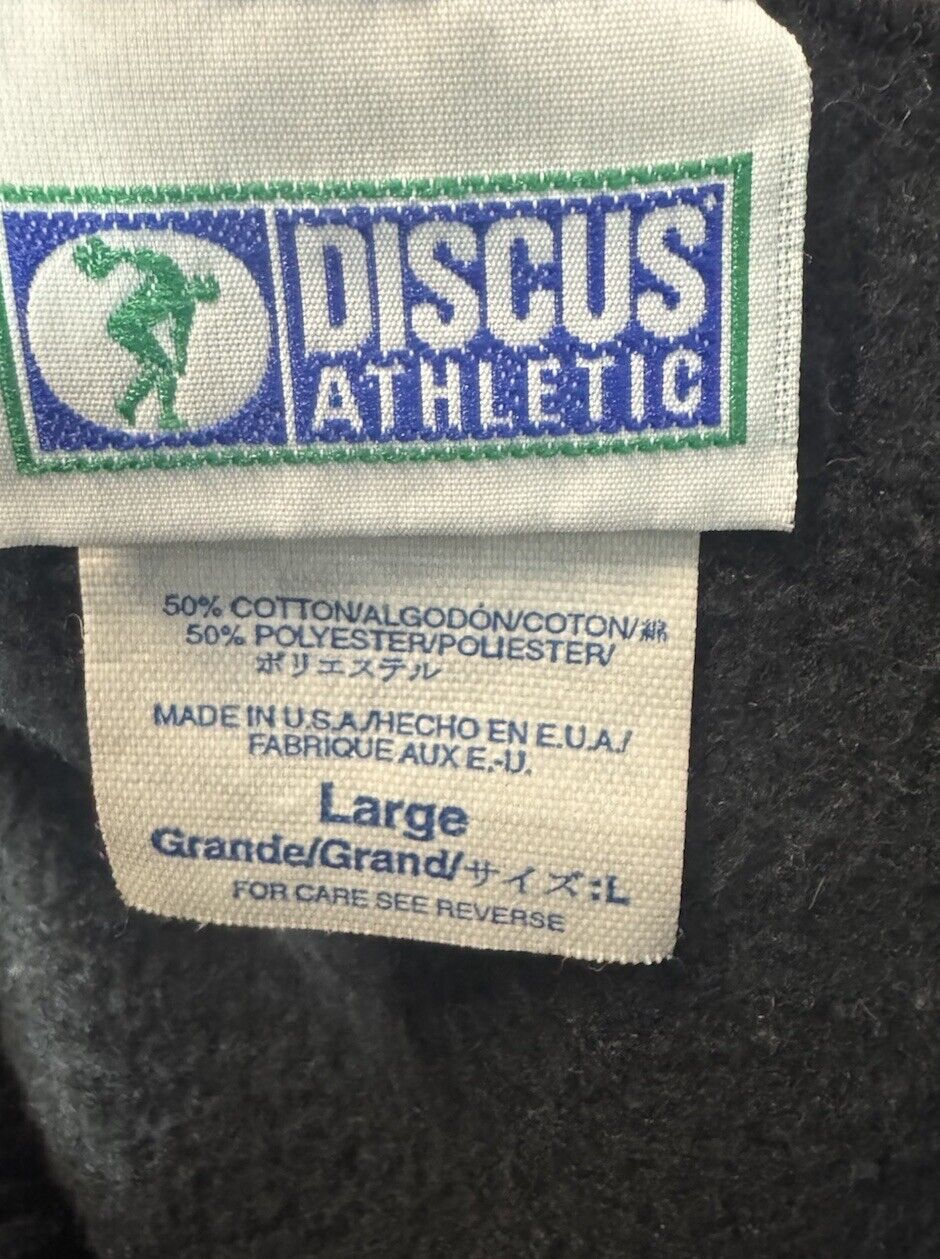 DISCUS
ATHLETIC
50% COTTON/ALGODÓN/COTON/綿
50% POLYESTER/POLIESTER/
ポリエステル
MADE IN U.S.A./HECHO EN E.U.A./
FABRIQUE AUX E.-U.
Large
Grande/Grand/サイズ:L
FOR CARE SEE REVERSE